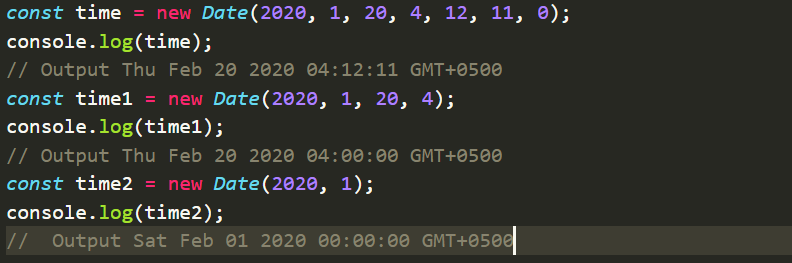 const time = new Date(2020, 1, 20, 4, 12, 11, 0);
console.log(time);
// Output Thu Feb 20 2020 04:12:11 GMT+0500
const time1 = new Date(2020, 1, 20, 4);
console.log(time1);
// Output Thu Feb 20 2020 04:00:00 GMT+0500
const time2 = new Date(2020, 1);
console.log(time2);
//  Output Sat Feb 01 2020 00:00:00 GMT+0500